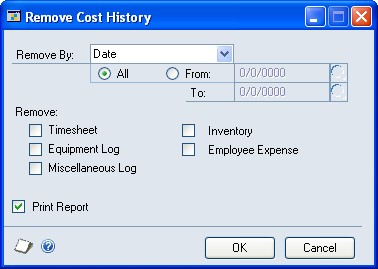 Remove Cost History
Remove By: Date
All From: 0/0/0000
To: 0/0/0000
Remove:
Timesheet Inventory
Equipment Log Employee Expense
Miscellaneous Log
Print Report
OK Cancel